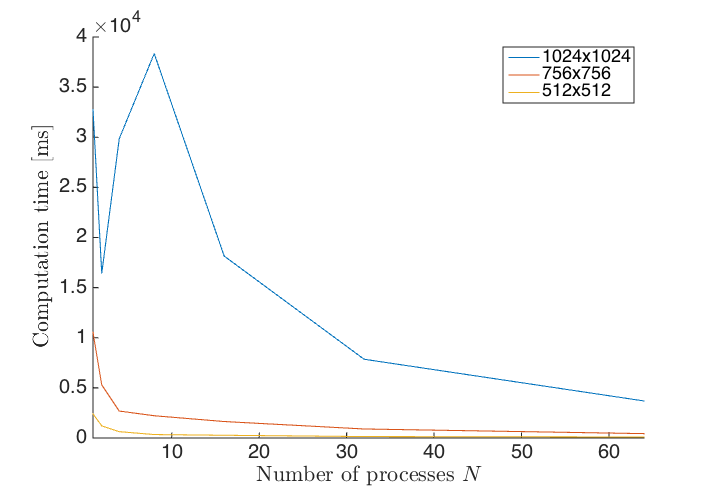 ×10⁴
4
3.5
3
2.5
2
1.5
1
0.5
0
10 20 30 40 50 60
Computation time [ms]
Number of processes N
1024x1024
756x756
512x512